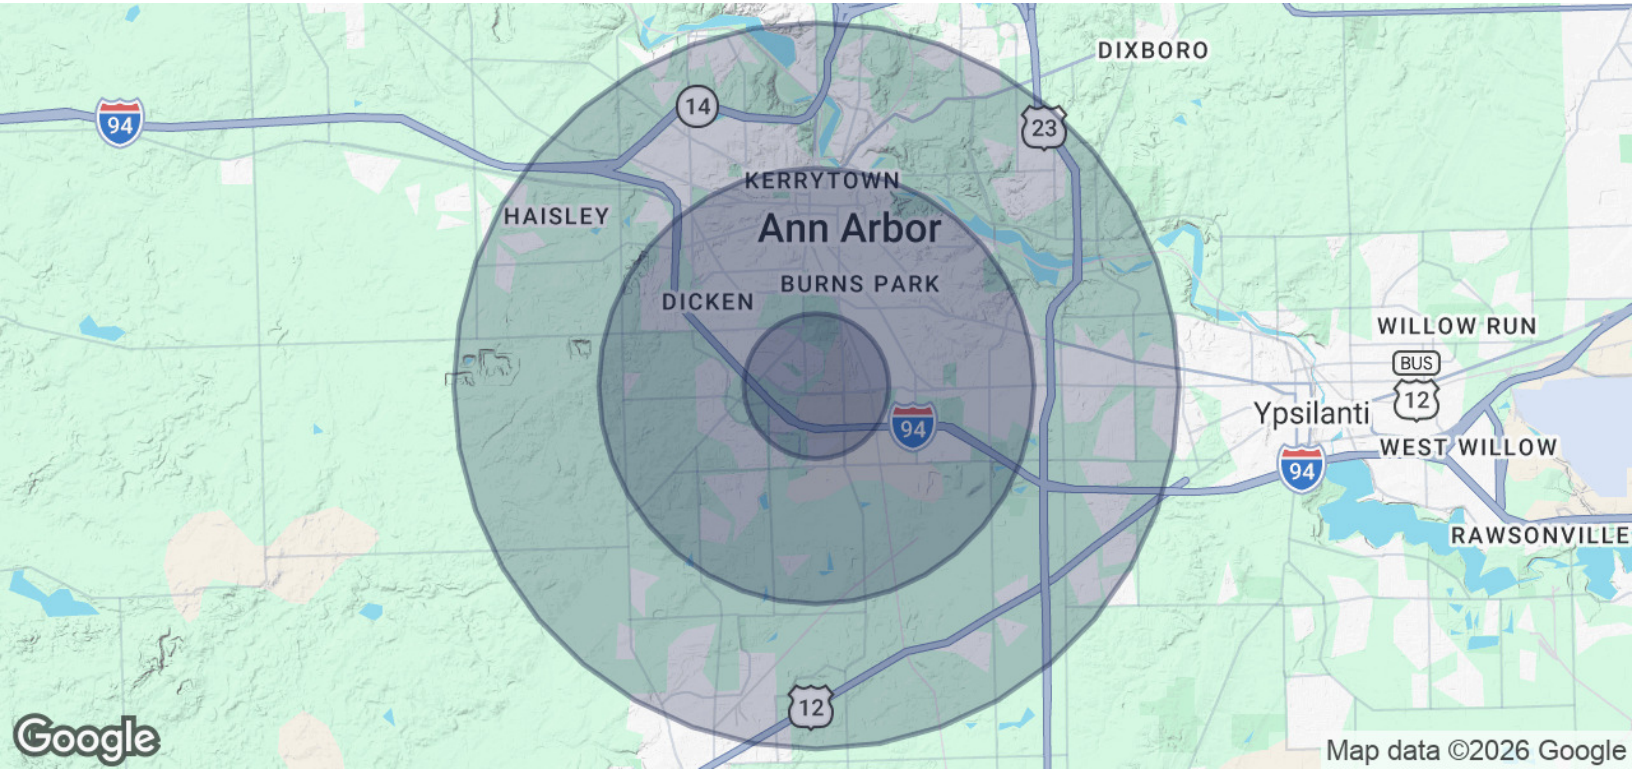 DIXBORO
14
94
23
KERRYTOWN
HAISLEY
Ann Arbor
BURNS PARK
DICKEN
WILLOW RUN
BUS
12
Ypsilanti
94
WEST WILLOW
94
RAWSONVILLE
12
Google
Map data ©2026 Google